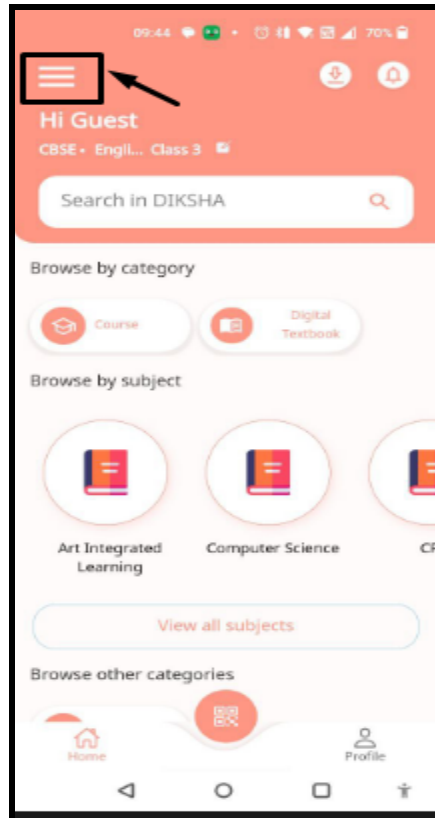 09:44 70%
Hi Guest
CBSE• Engli... Class 3
Search in DIKSHA
Browse by category
Course
Digital
Textbook
Browse by subject
Art Integrated
Learning
Computer Science
CP
View all subjects
Browse other categories
Home
Profile